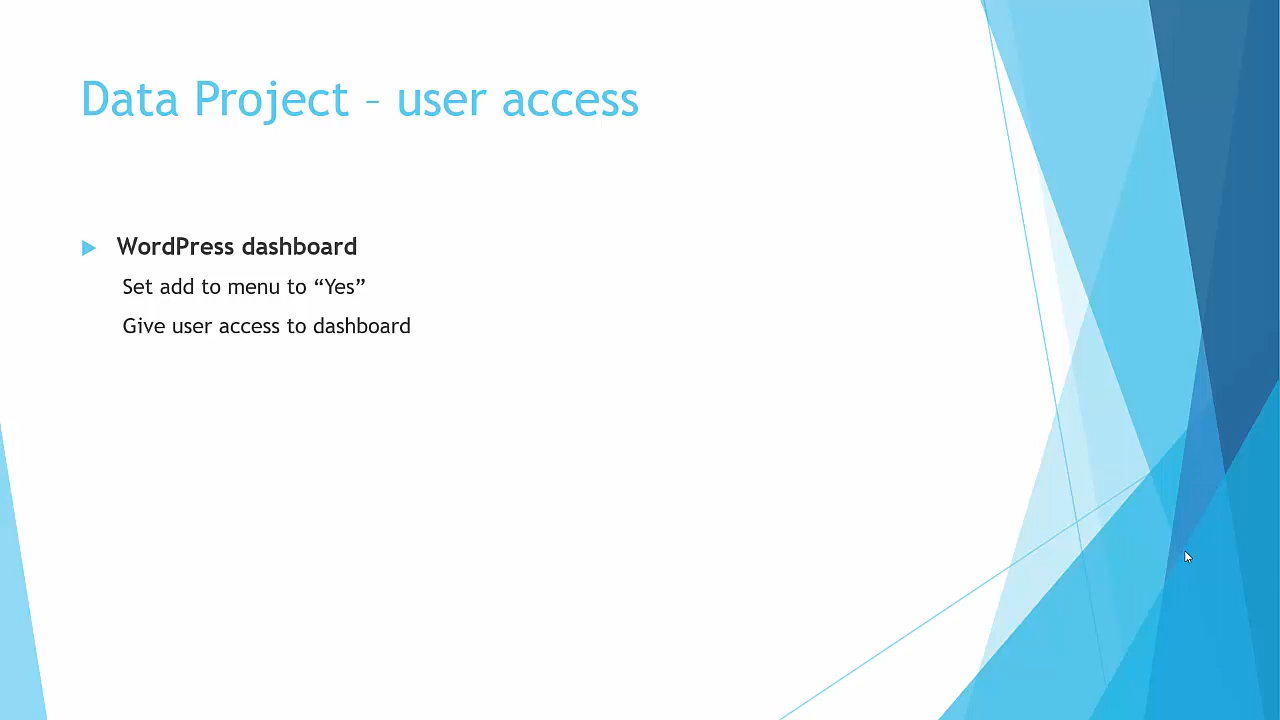 Data Project – user access
WordPress dashboard
Set add to menu to “Yes”
Give user access to dashboard